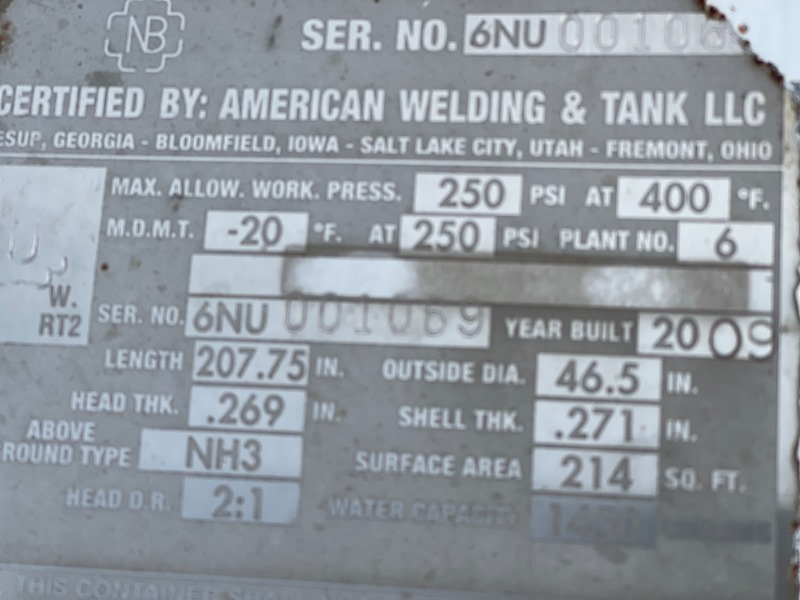 NB
SER. NO. 6NU 00106
CERTIFIED BY: AMERICAN WELDING & TANK LLC
ESUP, GEORGIA - BLOOMFIELD, IOWA - SALT LAKE CITY, UTAH - FREMONT, OHIO
MAX. ALLOW. WORK. PRESS. 250 PSI AT 400 °F.
M.D.M.T. -20 °F. AT 250 PSI PLANT NO. 6
U
W.
RT2
SER. NO. 6NU 001069 YEAR BUILT 2009
LENGTH 207.75 IN. OUTSIDE DIA. 46.5 IN.
HEAD THK. .269 IN. SHELL THK. .271 IN.
ABOVE
ROUND TYPE NH3 SURFACE AREA 214 SQ. FT.
HEAD D.R. 2:1 WATER CAPACITY 1450
THIS CONTAINER